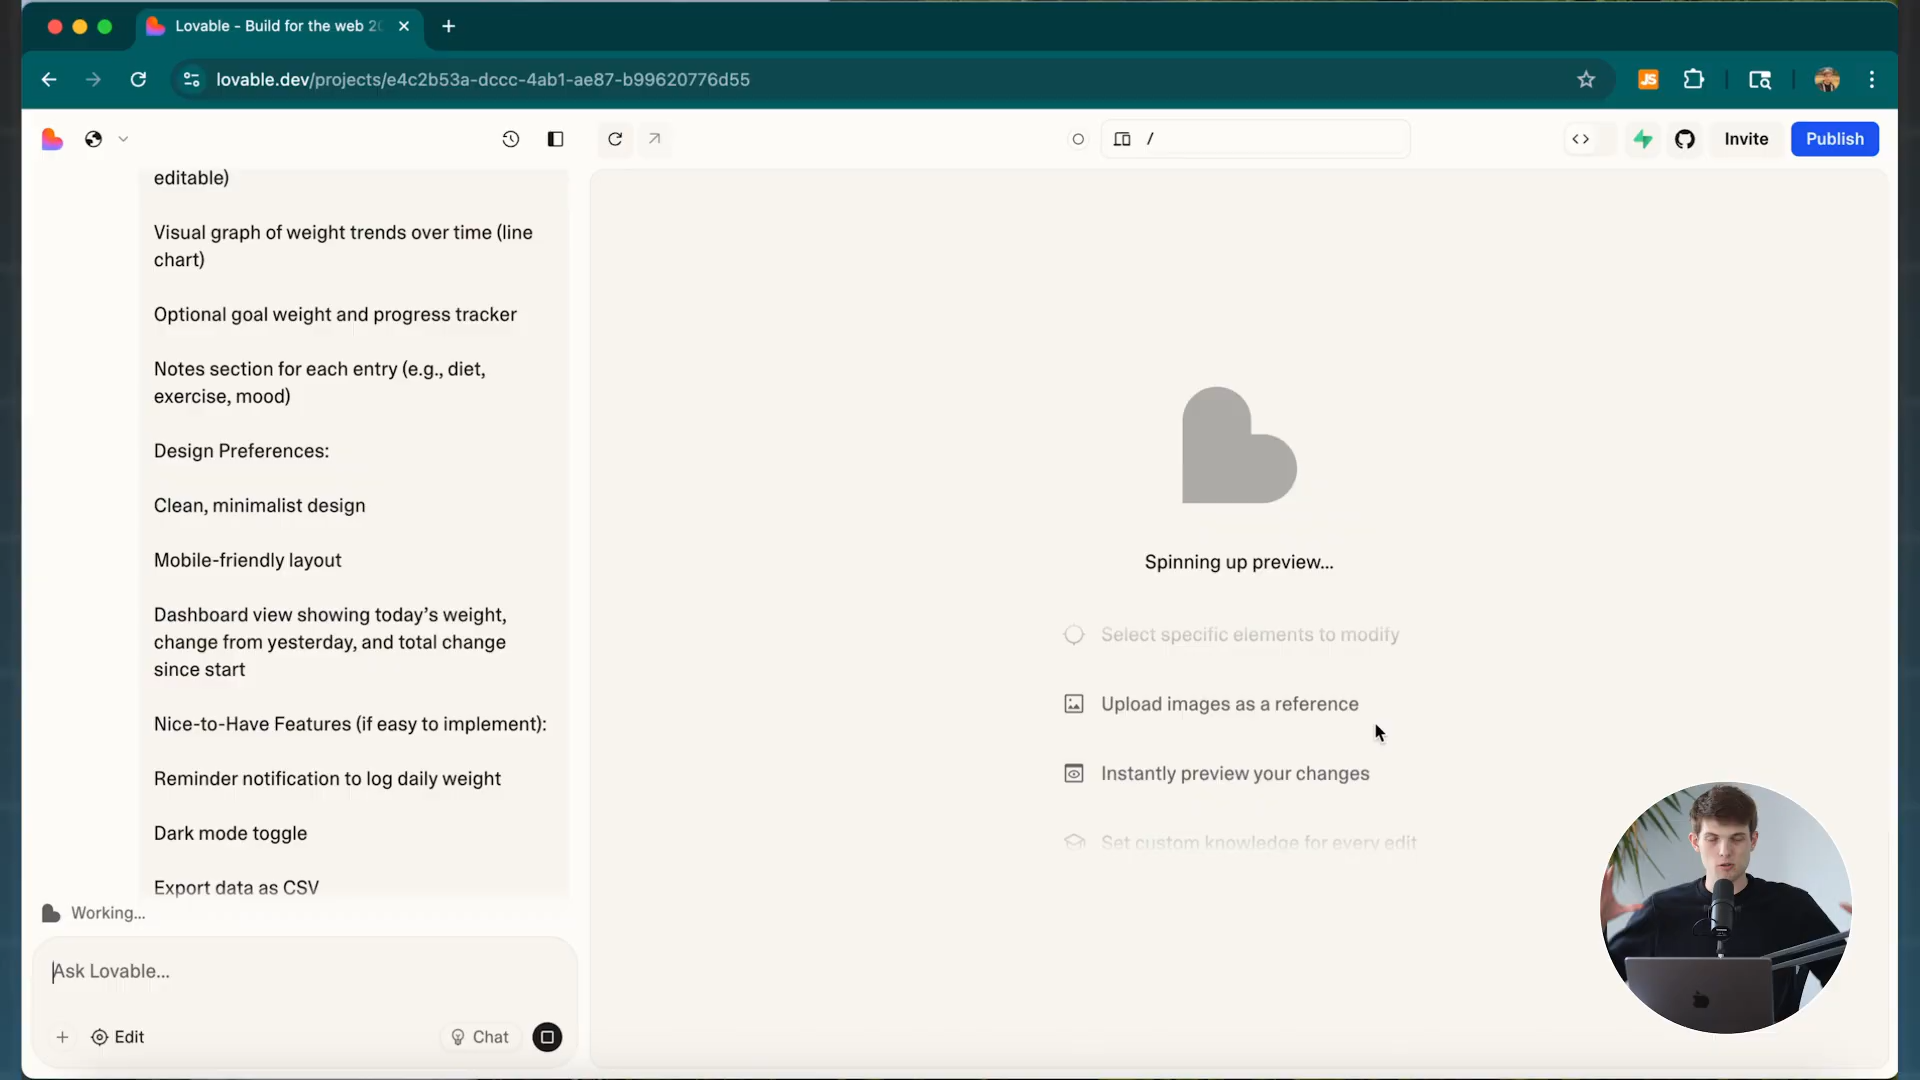 Lovable - Build for the web 20
lovable.dev/projects/e4c2b53a-dccc-4ab1-ae87-b99620776d55
JS
/
Invite
Publish
editable)
Visual graph of weight trends over time (line
chart)
Optional goal weight and progress tracker
Notes section for each entry (e.g., diet,
exercise, mood)
Design Preferences:
Clean, minimalist design
Mobile-friendly layout
Dashboard view showing today’s weight,
change from yesterday, and total change
since start
Nice-to-Have Features (if easy to implement):
Reminder notification to log daily weight
Dark mode toggle
Export data as CSV
Working...
Ask Lovable...
Edit
Chat
Spinning up preview...
Select specific elements to modify
Upload images as a reference
Instantly preview your changes
Set custom knowledge for every edit